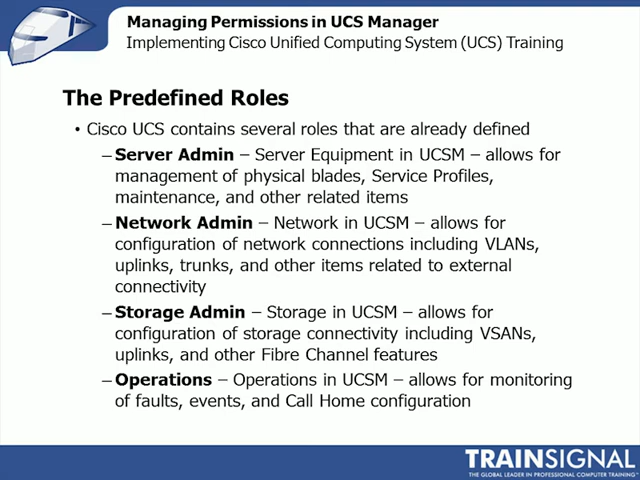 Managing Permissions in UCS Manager
Implementing Cisco Unified Computing System (UCS) Training
The Predefined Roles
• Cisco UCS contains several roles that are already defined
– Server Admin – Server Equipment in UCSM – allows for
management of physical blades, Service Profiles,
maintenance, and other related items
– Network Admin – Network in UCSM – allows for
configuration of network connections including VLANs,
uplinks, trunks, and other items related to external
connectivity
– Storage Admin – Storage in UCSM – allows for
configuration of storage connectivity including VSANs,
uplinks, and other Fibre Channel features
– Operations – Operations in UCSM – allows for monitoring
of faults, events, and Call Home configuration
TRAINSIGNAL
THE GLOBAL LEADER IN PROFESSIONAL COMPUTER TRAINING